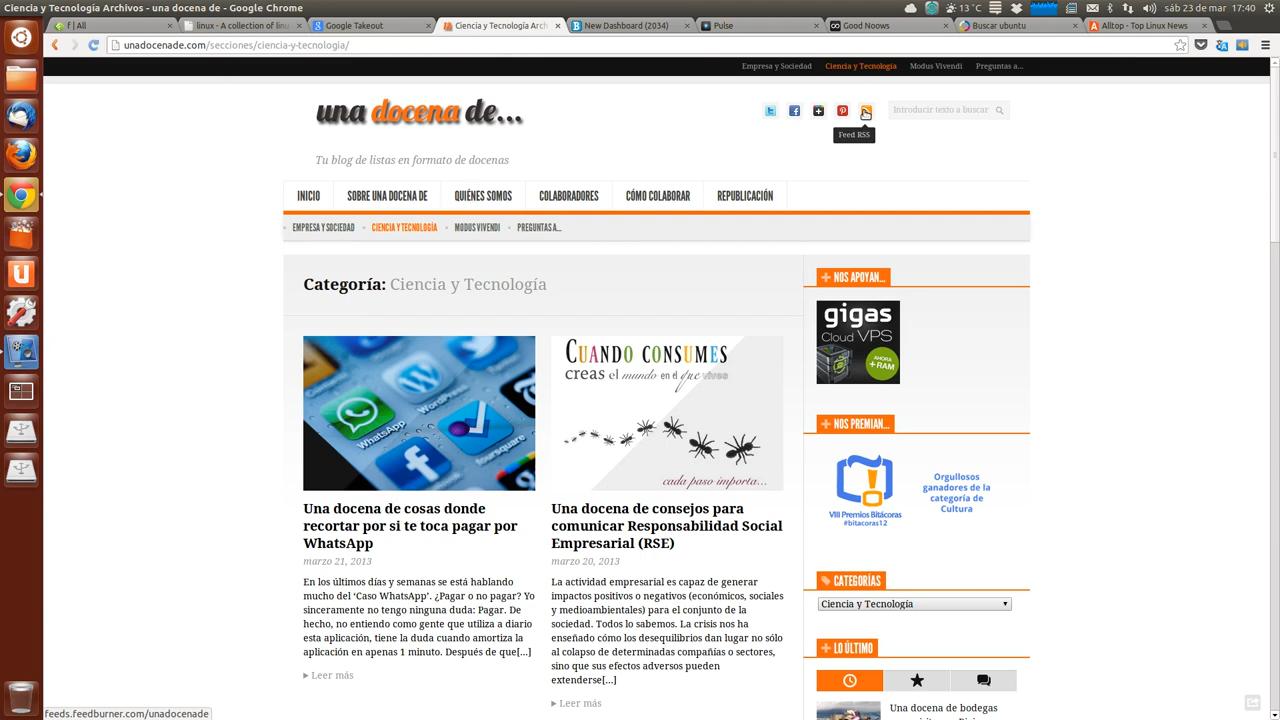 Ciencia y Tecnología Archivos - una docena de - Google Chrome
13°C
sáb 23 de mar
17:40
f | All
linux - A collection of linu
Google Takeout
Ciencia y Tecnología Arch
New Dashboard (2034)
Pulse
Good Noows
Buscar ubuntu
Alltop - Top Linux News
unadocenade.com/secciones/ciencia-y-tecnologia/
Empresa y Sociedad
Ciencia y Tecnología
Modus Vivendi
Preguntas a...
una docena de...
Introducir texto a buscar
Feed RSS
Tu blog de listas en formato de docenas
INICIO
SOBRE UNA DOCENA DE
QUIÉNES SOMOS
COLABORADORES
CÓMO COLABORAR
REPUBLICACIÓN
EMPRESA Y SOCIEDAD
CIENCIA Y TECNOLOGÍA
MODUS VIVENDI
PREGUNTAS A...
Categoría: Ciencia y Tecnología
WordPress
WhatsApp
foursquare
Una docena de cosas donde
recortar por si te toca pagar por
WhatsApp
marzo 21, 2013
En los últimos días y semanas se está hablando
mucho del ‘Caso WhatsApp’. ¿Pagar o no pagar? Yo
sinceramente no tengo ninguna duda: Pagar. De
hecho, no entiendo como gente que utiliza a diario
esta aplicación, tiene la duda cuando amortiza la
aplicación en apenas 1 minuto. Después de que[...]
Leer más
CUANDO CONSUMES
creas el mundo en el que vives
cada paso importa...
Una docena de consejos para
comunicar Responsabilidad Social
Empresarial (RSE)
marzo 20, 2013
La actividad empresarial es capaz de generar
impactos positivos o negativos (económicos, sociales
y medioambientales) para el conjunto de la
sociedad. Todos lo sabemos. La crisis nos ha
enseñado cómo los desequilibrios dan lugar no sólo
al colapso de determinadas compañías o sectores,
sino que sus efectos adversos pueden
extenderse[...]
Leer más
NOS APOYAN...
gigas
Cloud VPS
AHORA
+RAM
NOS PREMIAN...
VIII Premios Bitácoras
#bitacoras12
Orgullosos
ganadores de la
categoría de
Cultura
CATEGORÍAS
Ciencia y Tecnología
LO ÚLTIMO
Una docena de bodegas
feeds.feedburner.com/unadocenade